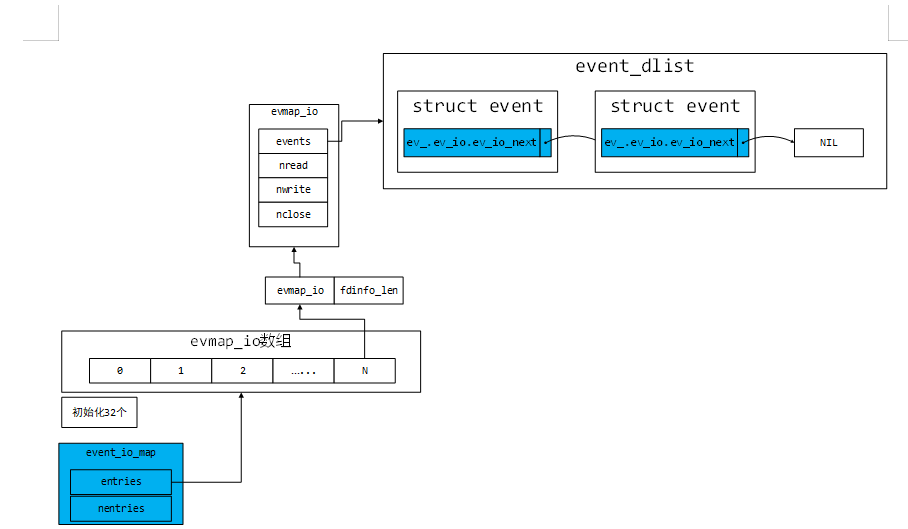 event_dlist
struct event
struct event
ev_.ev_io.ev_io_next
ev_.ev_io.ev_io_next
NIL
evmap_io
events
nread
nwrite
nclose
evmap_io
fdinfo_len
evmap_io数组
0
1
2
……...
N
初始化32个
event_io_map
entries
nentries